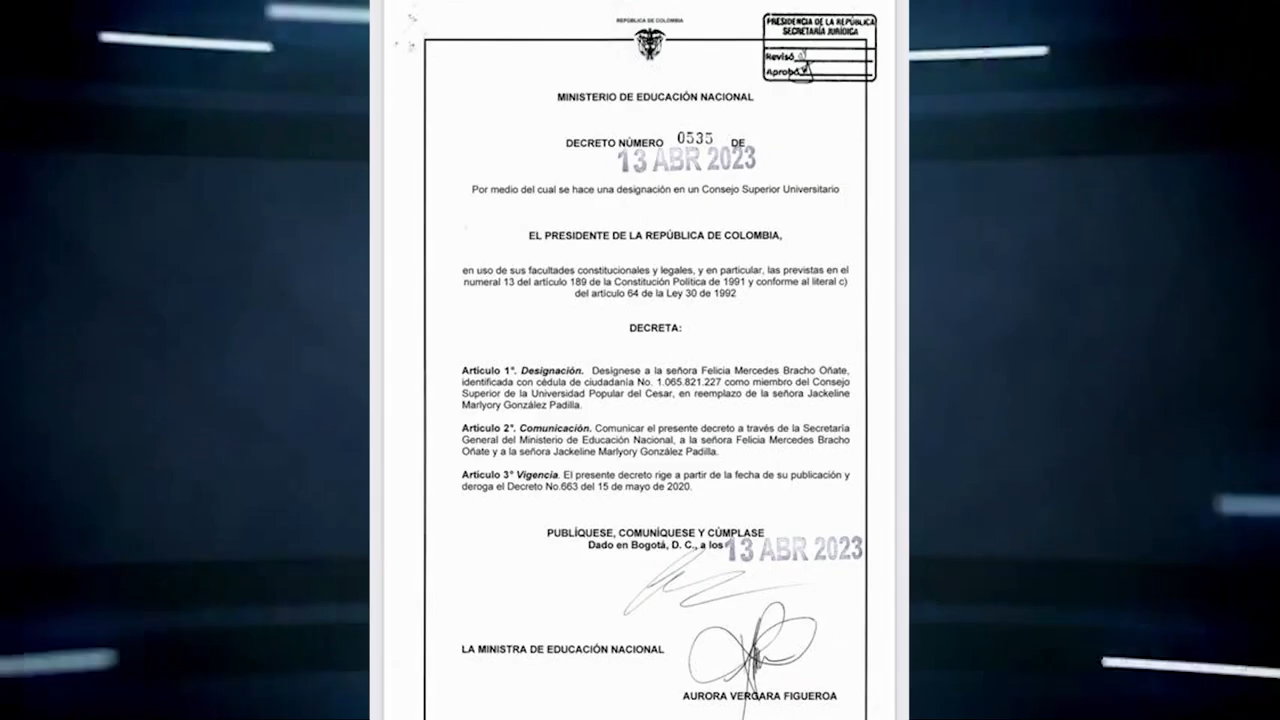 REPÚBLICA DE COLOMBIA
PRESIDENCIA DE LA REPÚBLICA
SECRETARÍA JURÍDICA
Revisó
Aprobó
MINISTERIO DE EDUCACIÓN NACIONAL
DECRETO NÚMERO 0535 DE
13 ABR 2023
Por medio del cual se hace una designación en un Consejo Superior Universitario
EL PRESIDENTE DE LA REPÚBLICA DE COLOMBIA,
en uso de sus facultades constitucionales y legales, y en particular, las previstas en el
numeral 13 del artículo 189 de la Constitución Política de 1991 y conforme al literal c)
del artículo 64 de la Ley 30 de 1992
DECRETA:
Artículo 1°. Designación. Desígnese a la señora Felicia Mercedes Bracho Oñate,
identificada con cédula de ciudadanía No. 1.065.821.227 como miembro del Consejo
Superior de la Universidad Popular del Cesar, en reemplazo de la señora Jackeline
Marlyory González Padilla.
Artículo 2°. Comunicación. Comunicar el presente decreto a través de la Secretaría
General del Ministerio de Educación Nacional, a la señora Felicia Mercedes Bracho
Oñate y a la señora Jackeline Marlyory González Padilla.
Artículo 3° Vigencia. El presente decreto rige a partir de la fecha de su publicación y
deroga el Decreto No.663 del 15 de mayo de 2020.
PUBLÍQUESE, COMUNÍQUESE Y CÚMPLASE
Dado en Bogotá, D. C., a los 13 ABR 2023
LA MINISTRA DE EDUCACIÓN NACIONAL
AURORA VERGARA FIGUEROA